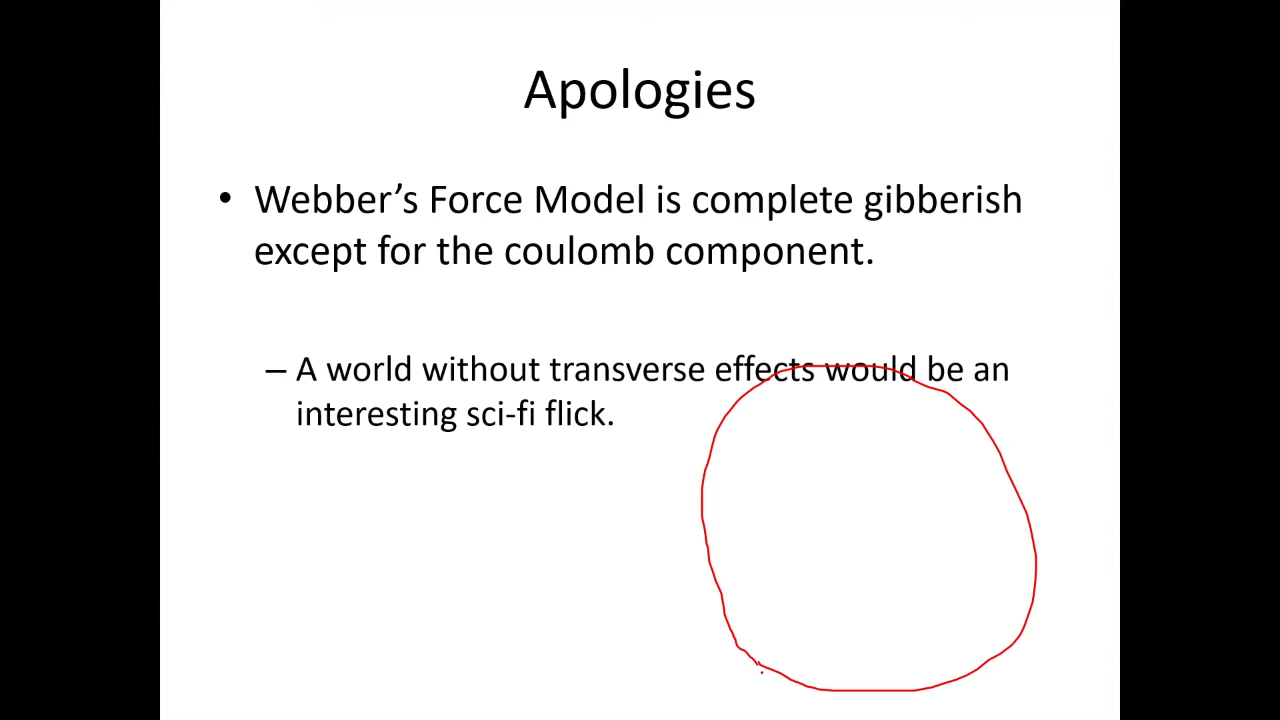 Apologies
• Webber’s Force Model is complete gibberish
except for the coulomb component.
– A world without transverse effects would be an
interesting sci-fi flick.